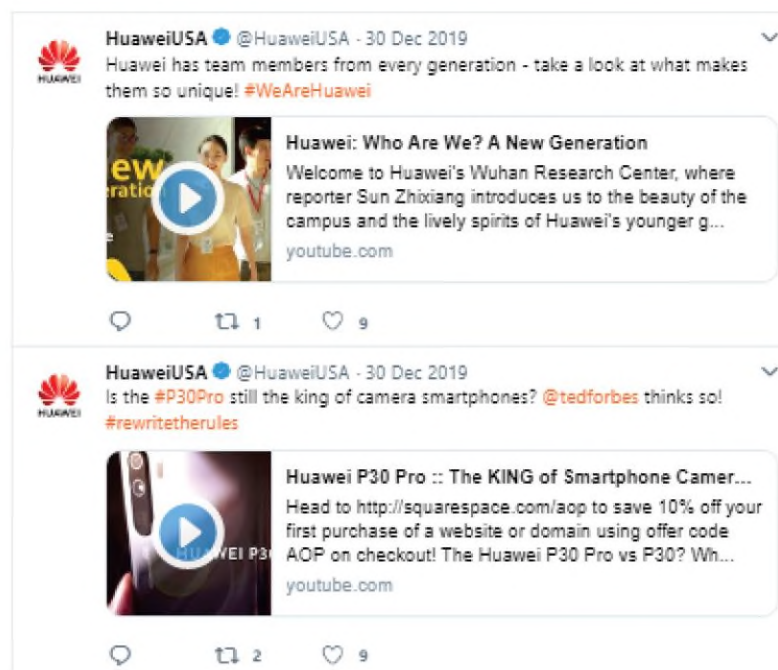 HuaweiUSA @HuaweiUSA · 30 Dec 2019
Huawei has team members from every generation - take a look at what makes
them so unique! #WeAreHuawei
HUAWEI
Huawei: Who Are We? A New Generation
Welcome to Huawei's Wuhan Research Center, where
reporter Sun Zhixiang introduces us to the beauty of the
campus and the lively spirits of Huawei's younger g...
youtube.com
ew
eration
1 9
HuaweiUSA @HuaweiUSA · 30 Dec 2019
Is the #P30Pro still the king of camera smartphones? @tedforbes thinks so!
#rewritetherules
HUAWEI
Huawei P30 Pro :: The KING of Smartphone Camer...
Head to http://squarespace.com/aop to save 10% off your
first purchase of a website or domain using offer code
AOP on checkout! The Huawei P30 Pro vs P30? Wh...
youtube.com
HUAWEI P3
2 9